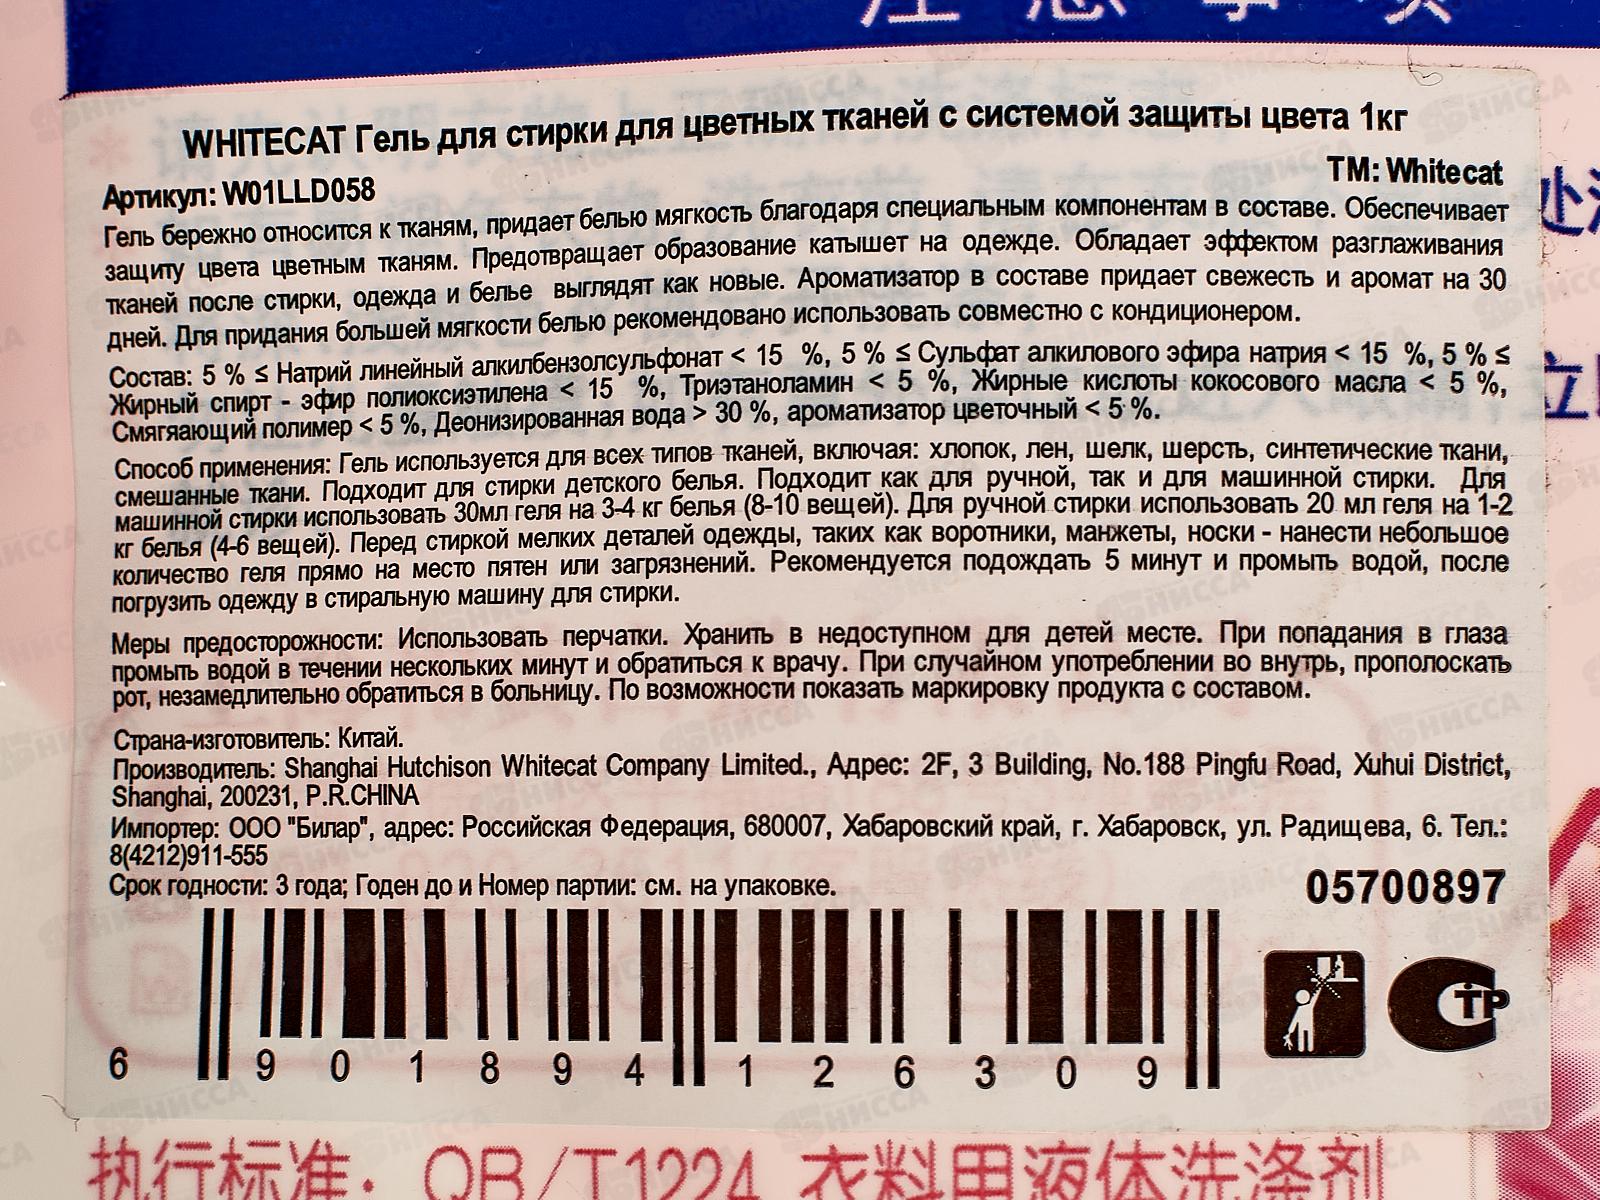 注意事项
WHITECAT Гель для стирки для цветных тканей с системой защиты цвета 1кг
ТМ: Whitecat
Артикул: W01LLD058
Гель бережно относится к тканям, придает белью мягкость благодаря специальным компонентам в составе. Обеспечивает
защиту цвета цветным тканям. Предотвращает образование катышет на одежде. Обладает эффектом разглаживания
тканей после стирки, одежда и белье выглядят как новые. Ароматизатор в составе придает свежесть и аромат на 30
дней. Для придания большей мягкости белью рекомендовано использовать совместно с кондиционером.
Состав: 5 % ≤ Натрий линейный алкилбензолсульфонат < 15 %, 5 % ≤ Сульфат алкилового эфира натрия < 15 %, 5 % ≤
Жирный спирт - эфир полиоксиэтилена < 15 %, Триэтаноламин < 5 %, Жирные кислоты кокосового масла < 5 %,
Смягяающий полимер < 5 %, Деонизированная вода > 30 %, ароматизатор цветочный < 5 %.
Способ применения: Гель используется для всех типов тканей, включая: хлопок, лен, шелк, шерсть, синтетические ткани,
смешанные ткани. Подходит для стирки детского белья. Подходит как для ручной, так и для машинной стирки. Для
машинной стирки использовать 30мл геля на 3-4 кг белья (8-10 вещей). Для ручной стирки использовать 20 мл геля на 1-2
кг белья (4-6 вещей). Перед стиркой мелких деталей одежды, таких как воротники, манжеты, носки - нанести небольшое
количество геля прямо на место пятен или загрязнений. Рекомендуется подождать 5 минут и промыть водой, после
погрузить одежду в стиральную машину для стирки.
Меры предосторожности: Использовать перчатки. Хранить в недоступном для детей месте. При попадания в глаза
промыть водой в течении нескольких минут и обратиться к врачу. При случайном употреблении во внутрь, прополоскать
рот, незамедлительно обратиться в больницу. По возможности показать маркировку продукта с составом.
Страна-изготовитель: Китай.
Производитель: Shanghai Hutchison Whitecat Company Limited., Адрес: 2F, 3 Building, No.188 Pingfu Road, Xuhui District,
Shanghai, 200231, P.R.CHINA
Импортер: ООО "Билар", адрес: Российская Федерация, 680007, Хабаровский край, г. Хабаровск, ул. Радищева, 6. Тел.:
8(4212)911-555
Срок годности: 3 года; Годен до и Номер партии: см. на упаковке.
05700897
6 901894 126309
СТР
执行标准: QB/T1224 衣料用液体洗涤剂